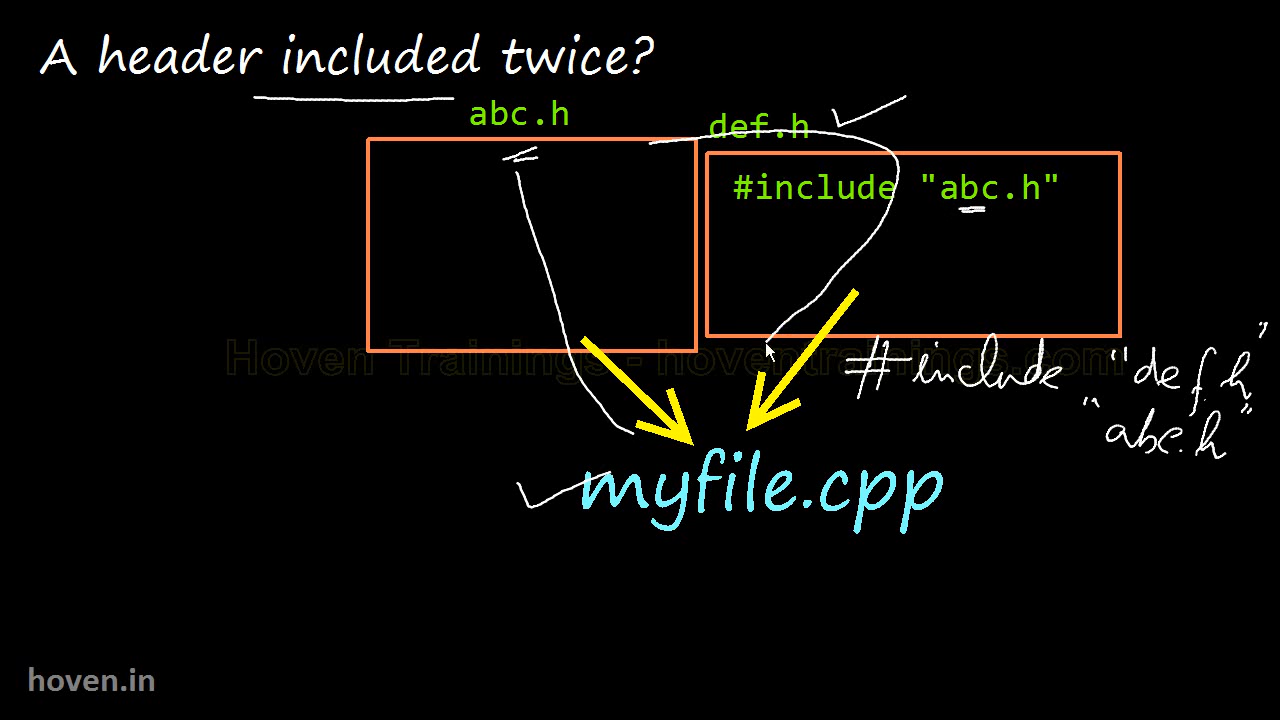 A header included twice?
abc.h
def.h
#include "abc.h"
Hoven Trainings - hoventrainings.com
#include "def.h"
"abc.h"
myfile.cpp
hoven.in